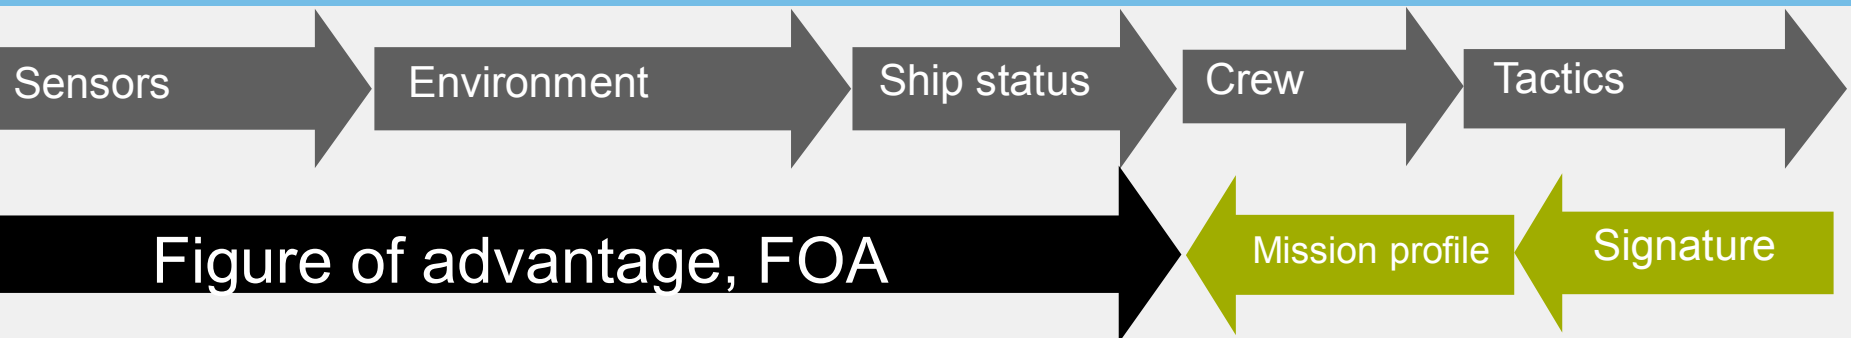 Sensors
Environment
Ship status
Crew
Tactics
Figure of advantage, FOA
Mission profile
Signature